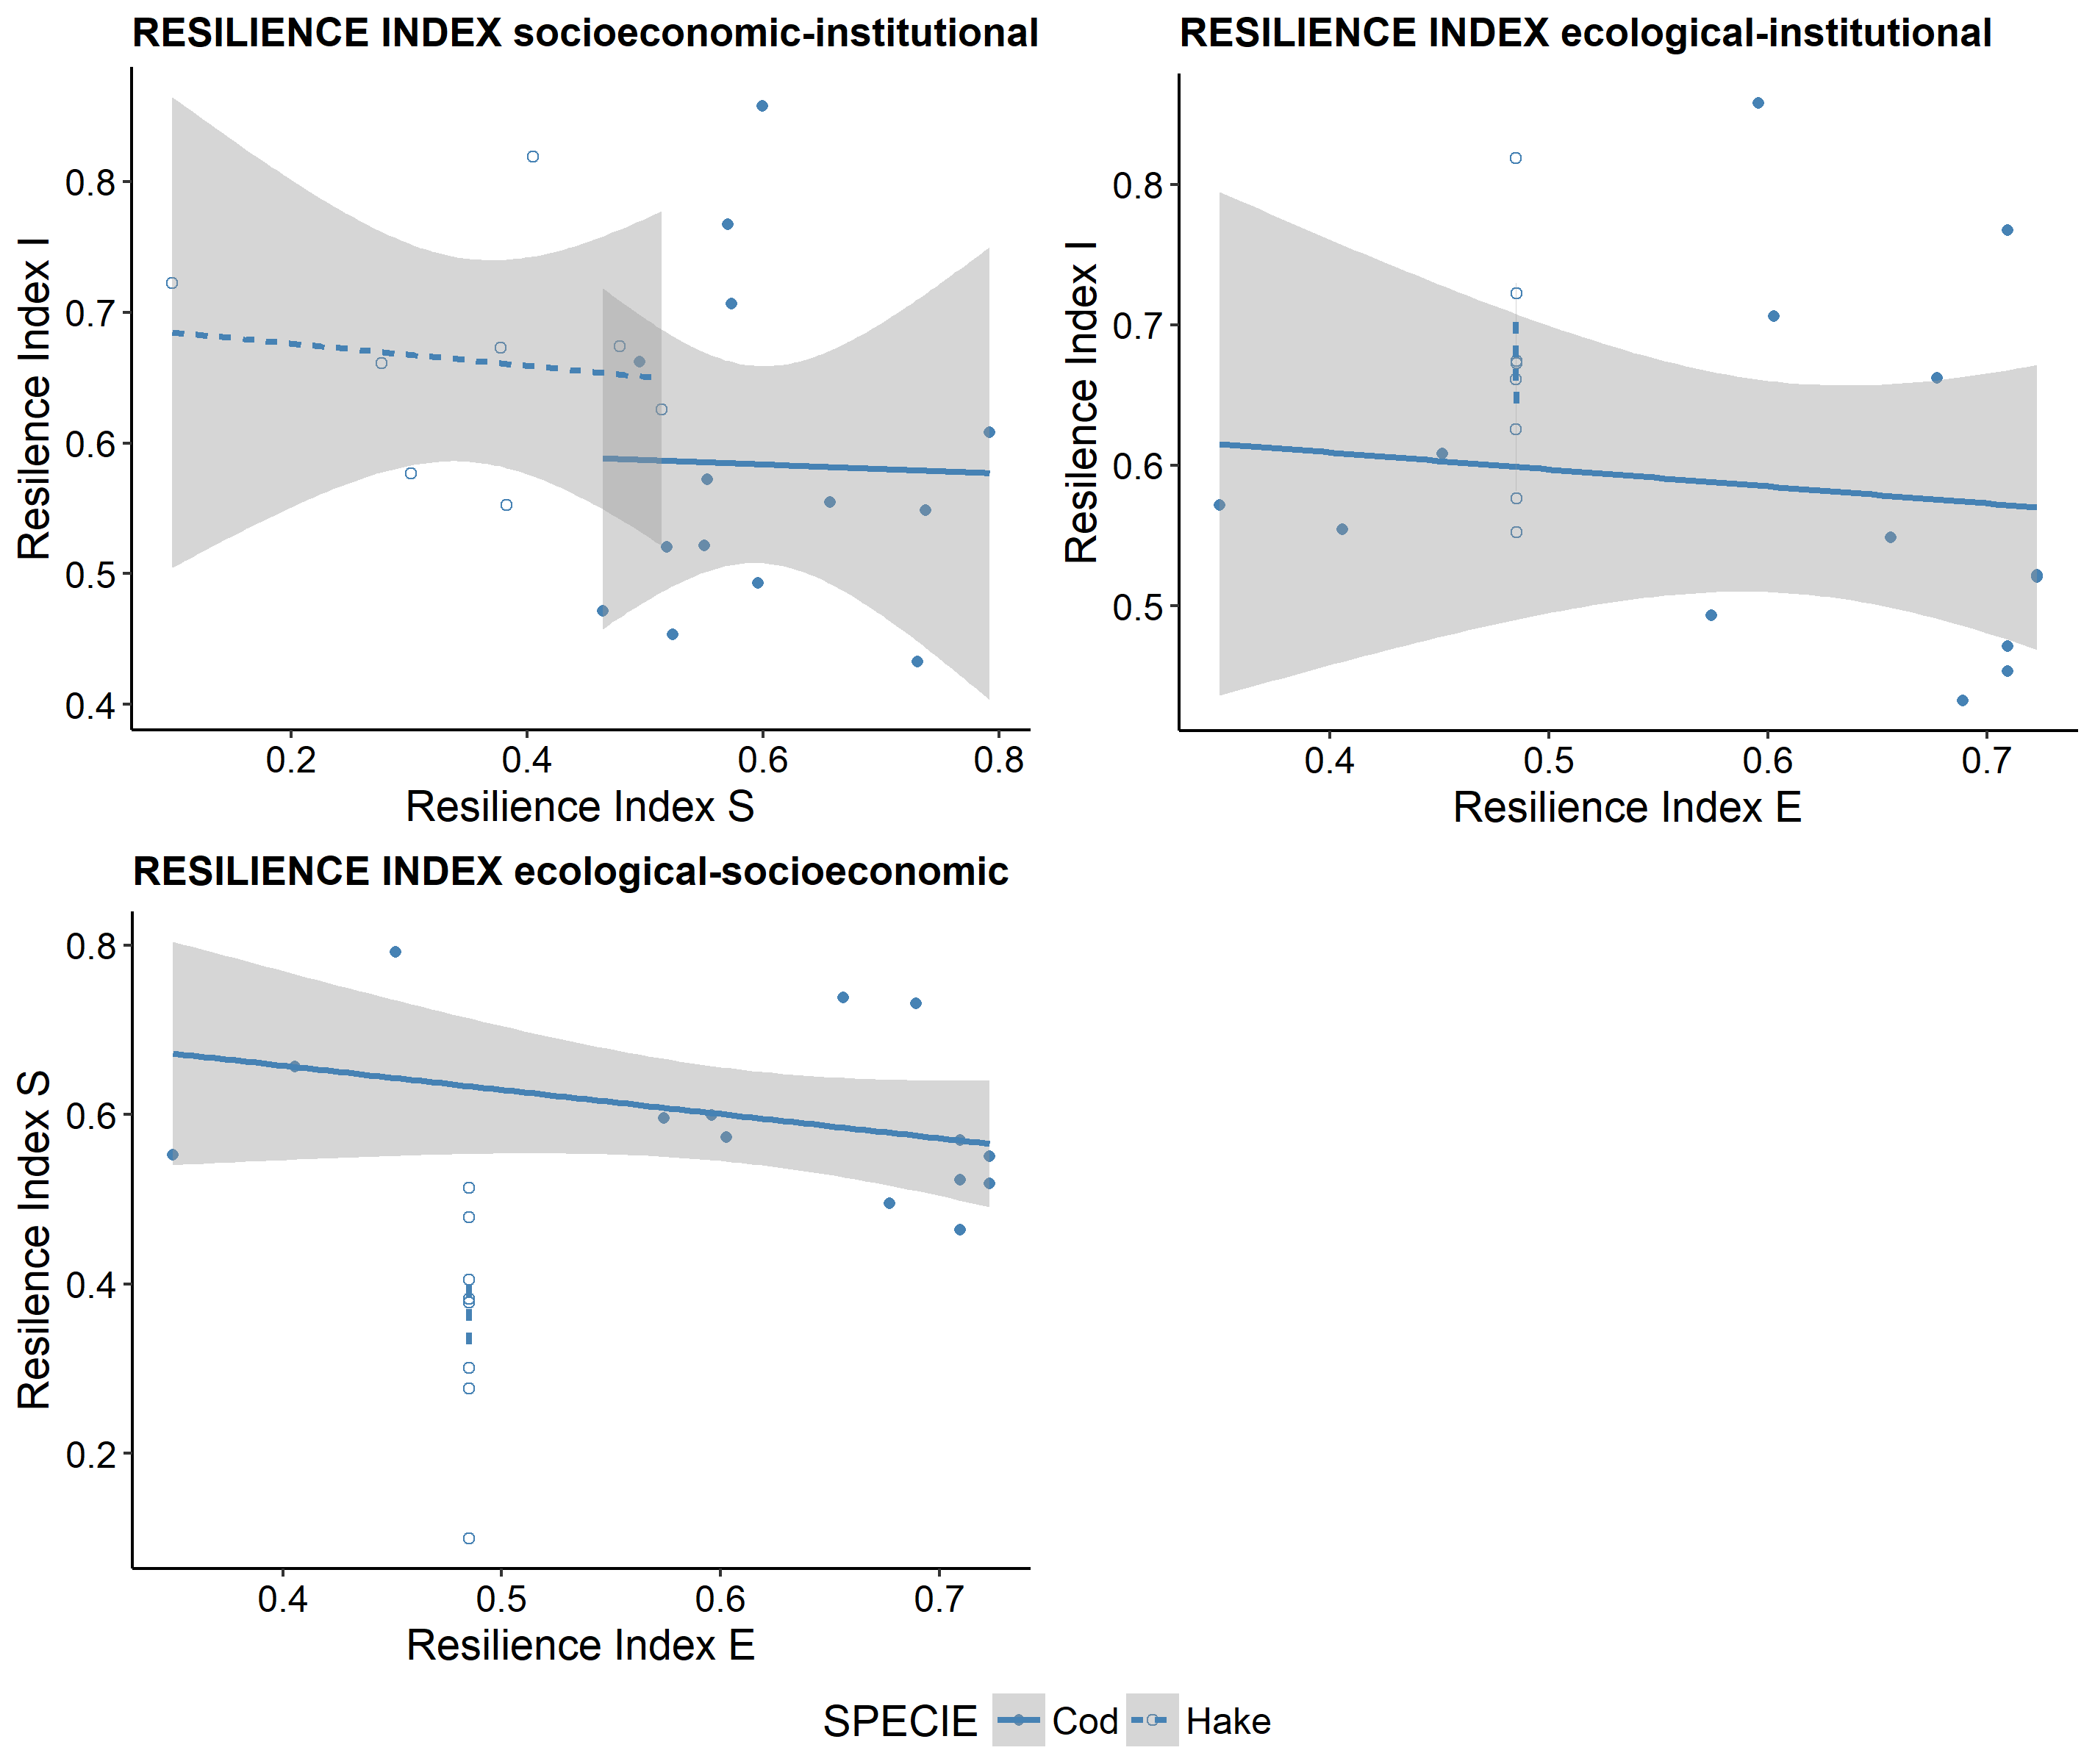 RESILIENCE INDEX socioeconomic-institutional
Resilience Index I
0.8
0.7
0.6
0.5
0.4
0.2 0.4 0.6 0.8
Resilience Index S
RESILIENCE INDEX ecological-institutional
Resilience Index I
0.8
0.7
0.6
0.5
0.4 0.5 0.6 0.7
Resilience Index E
RESILIENCE INDEX ecological-socioeconomic
Resilience Index S
0.8
0.6
0.4
0.2
0.4 0.5 0.6 0.7
Resilience Index E
SPECIE Cod Hake